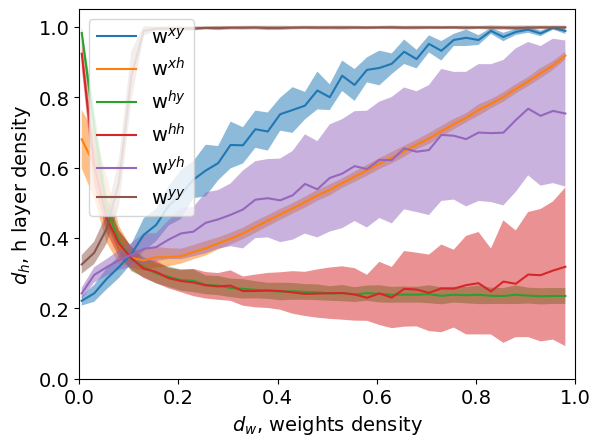 1.0
0.8
0.6
0.4
0.2
0.0
0.0 0.2 0.4 0.6 0.8 1.0
d_h, h layer density
d_w, weights density
w^{xy}
w^{xh}
w^{hy}
w^{hh}
w^{yh}
w^{yy}